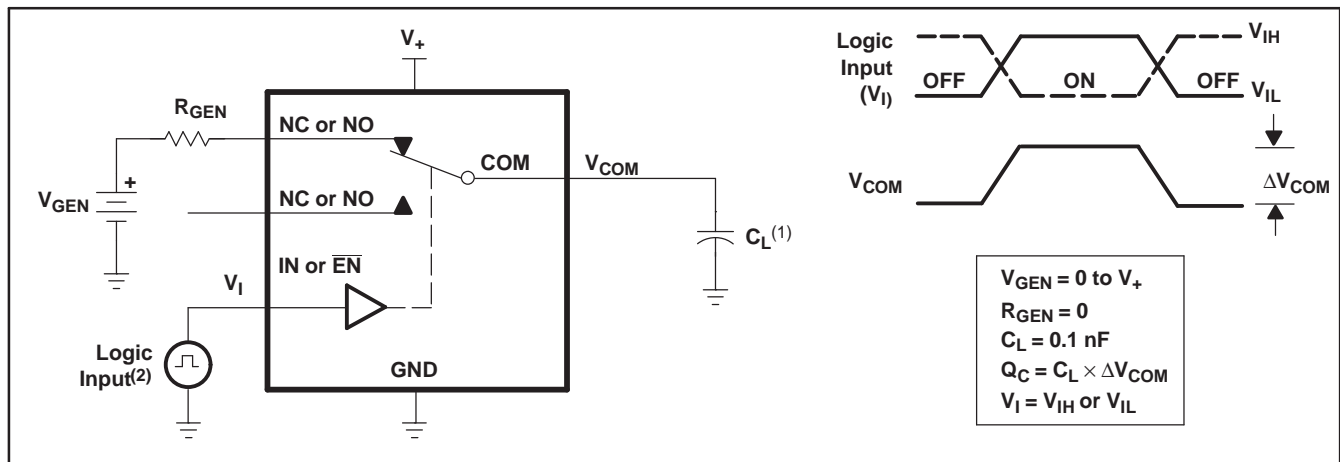 V+
RGEN
NC or NO
COM
VCOM
VGEN
+
NC or NO
CL(1)
IN or EN
VI
Logic
Input(2)
GND
Logic
Input
(VI)
OFF
ON
OFF
VIH
VIL
VCOM
ΔVCOM
VGEN = 0 to V+
RGEN = 0
CL = 0.1 nF
QC = CL × ΔVCOM
VI = VIH or VIL